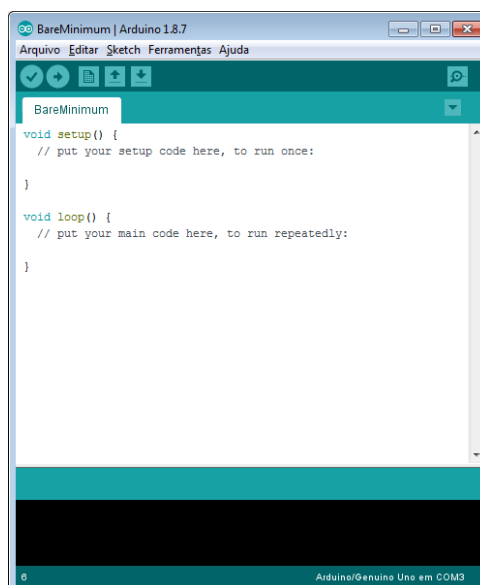 BareMinimum | Arduino 1.8.7
Arquivo Editar Sketch Ferramentas Ajuda
BareMinimum
void setup() {
// put your setup code here, to run once:
}
void loop() {
// put your main code here, to run repeatedly:
}
6 Arduino/Genuino Uno em COM3